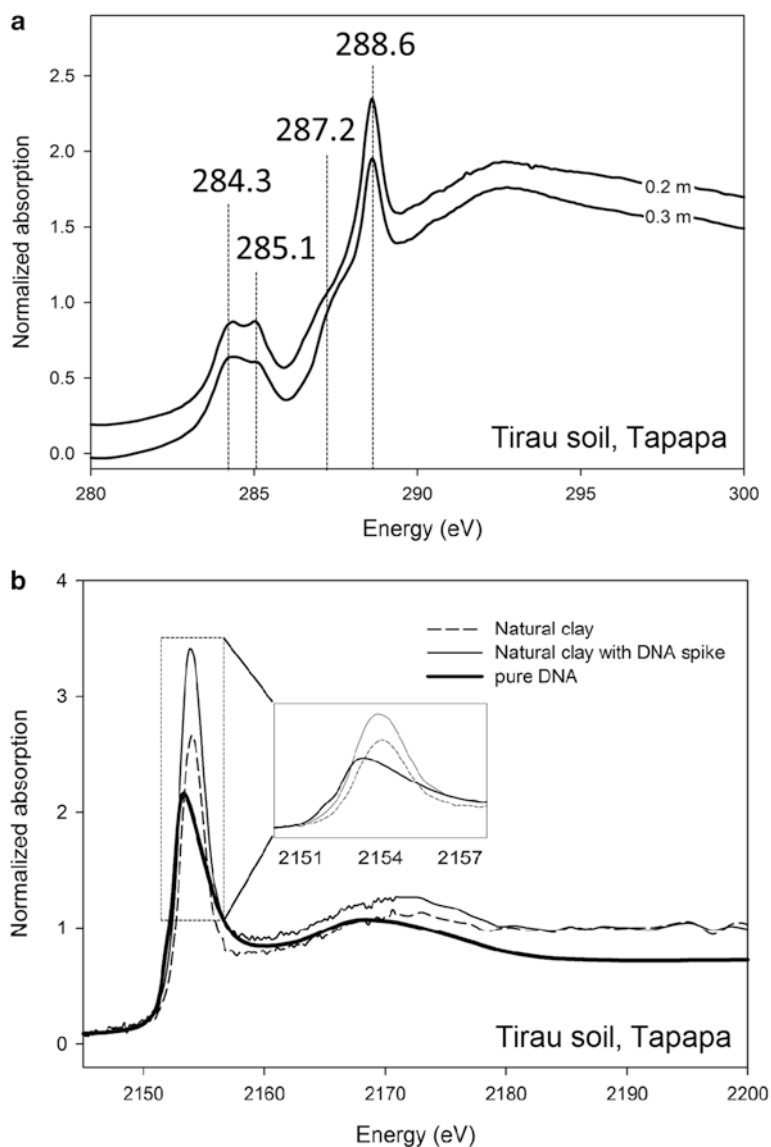 a
288.6
287.2
284.3
285.1
0.2 m
0.3 m
2.5
2.0
1.5
1.0
0.5
0.0
Normalized absorption
Tirau soil, Tapapa
280
285
290
295
300
Energy (eV)
b
4
3
2
1
0
Normalized absorption
Natural clay
Natural clay with DNA spike
pure DNA
2151
2154
2157
Tirau soil, Tapapa
2150
2160
2170
2180
2190
2200
Energy (eV)